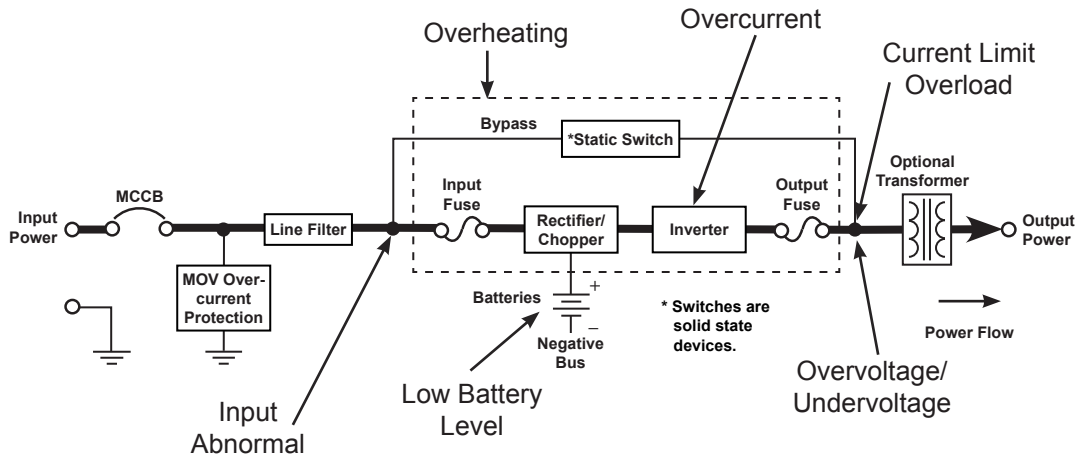 Overheating
Overcurrent
Current Limit
Overload
Bypass
*Static Switch
Optional
Transformer
MCCB
Input
Fuse
Output
Fuse
Input
Power
Line Filter
Rectifier/
Chopper
Inverter
Output
Power
MOV Over-
current
Protection
Batteries
+
–
Negative
Bus
* Switches are
solid state
devices.
Power Flow
Input
Abnormal
Low Battery
Level
Overvoltage/
Undervoltage